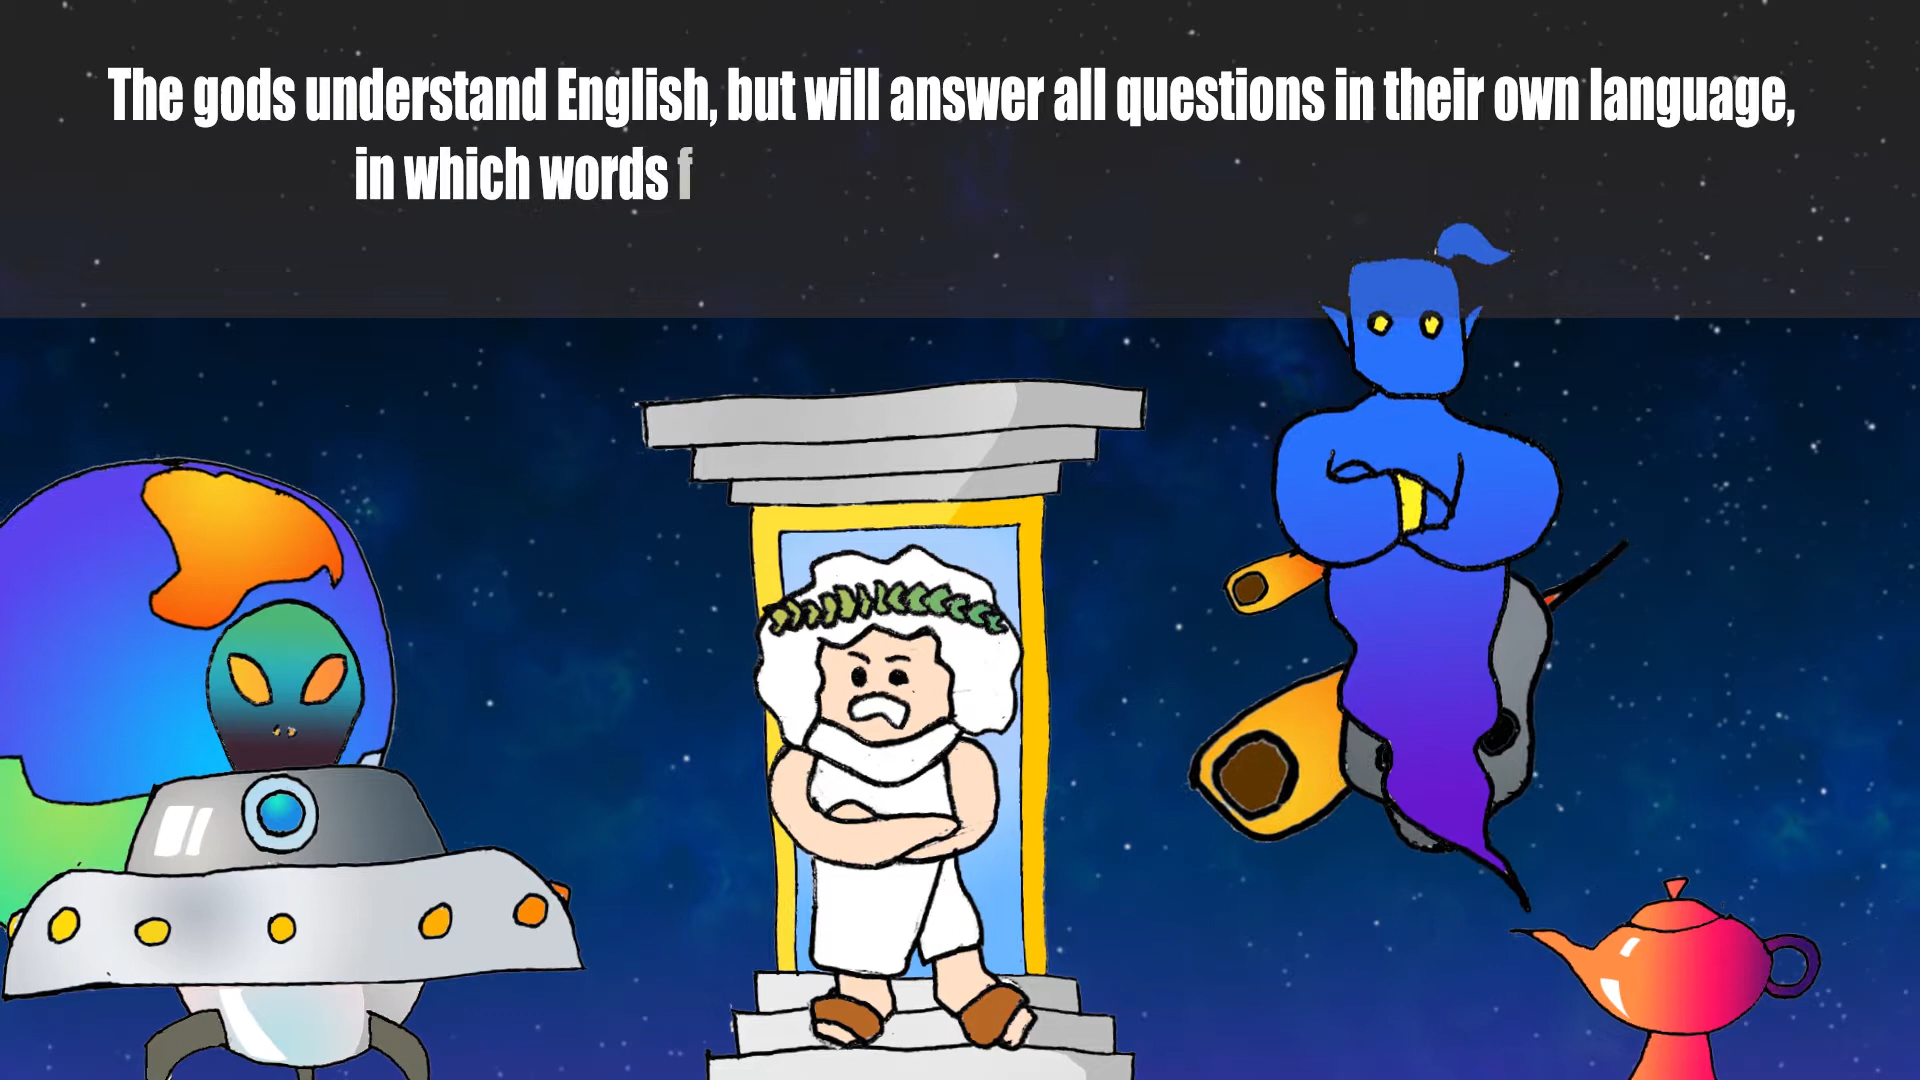 The gods understand English, but will answer all questions in their own language,
in which words f